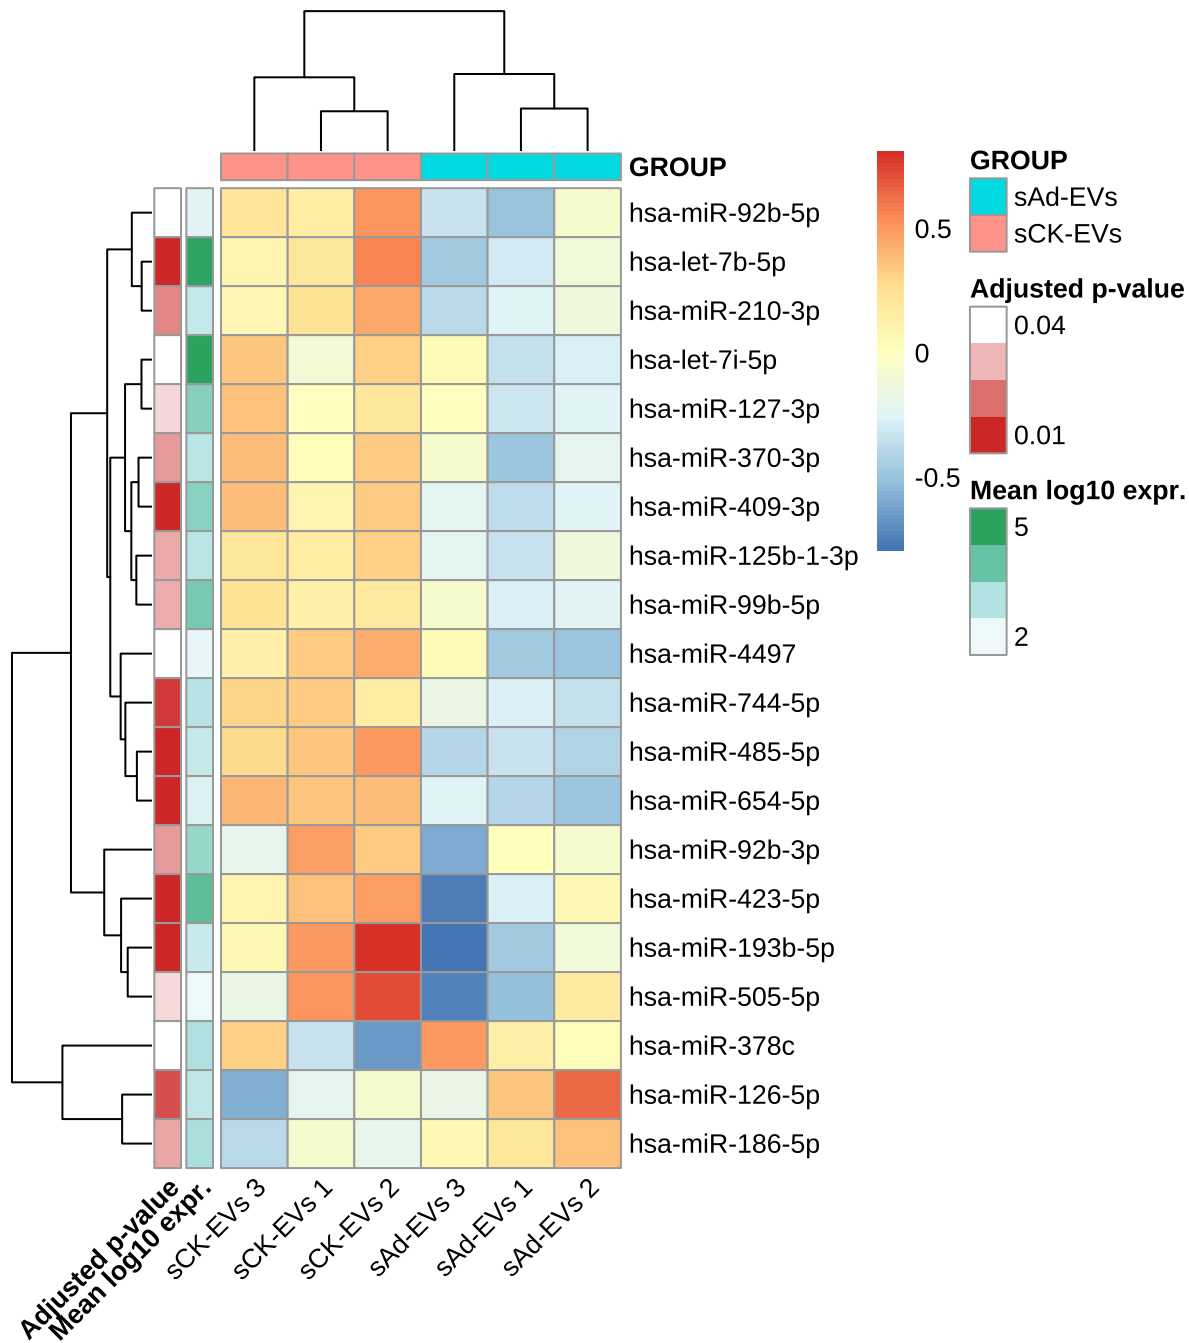 GROUP
hsa-miR-92b-5p
hsa-let-7b-5p
hsa-miR-210-3p
hsa-let-7i-5p
hsa-miR-127-3p
hsa-miR-370-3p
hsa-miR-409-3p
hsa-miR-125b-1-3p
hsa-miR-99b-5p
hsa-miR-4497
hsa-miR-744-5p
hsa-miR-485-5p
hsa-miR-654-5p
hsa-miR-92b-3p
hsa-miR-423-5p
hsa-miR-193b-5p
hsa-miR-505-5p
hsa-miR-378c
hsa-miR-126-5p
hsa-miR-186-5p
Adjusted p-value
Mean log10 expr.
sCK-EVs 3
sCK-EVs 1
sCK-EVs 2
sAd-EVs 3
sAd-EVs 1
sAd-EVs 2
0.5
0
-0.5
GROUP
sAd-EVs
sCK-EVs
Adjusted p-value
0.04
0.01
Mean log10 expr.
5
2